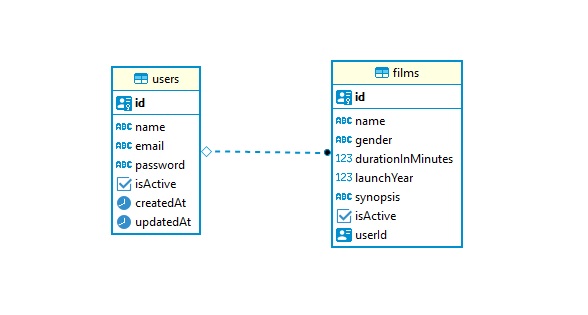 users
id
ABC name
ABC email
ABC password
isActive
createdAt
updatedAt
films
id
ABC name
ABC gender
123 durationInMinutes
123 launchYear
ABC synopsis
isActive
userId